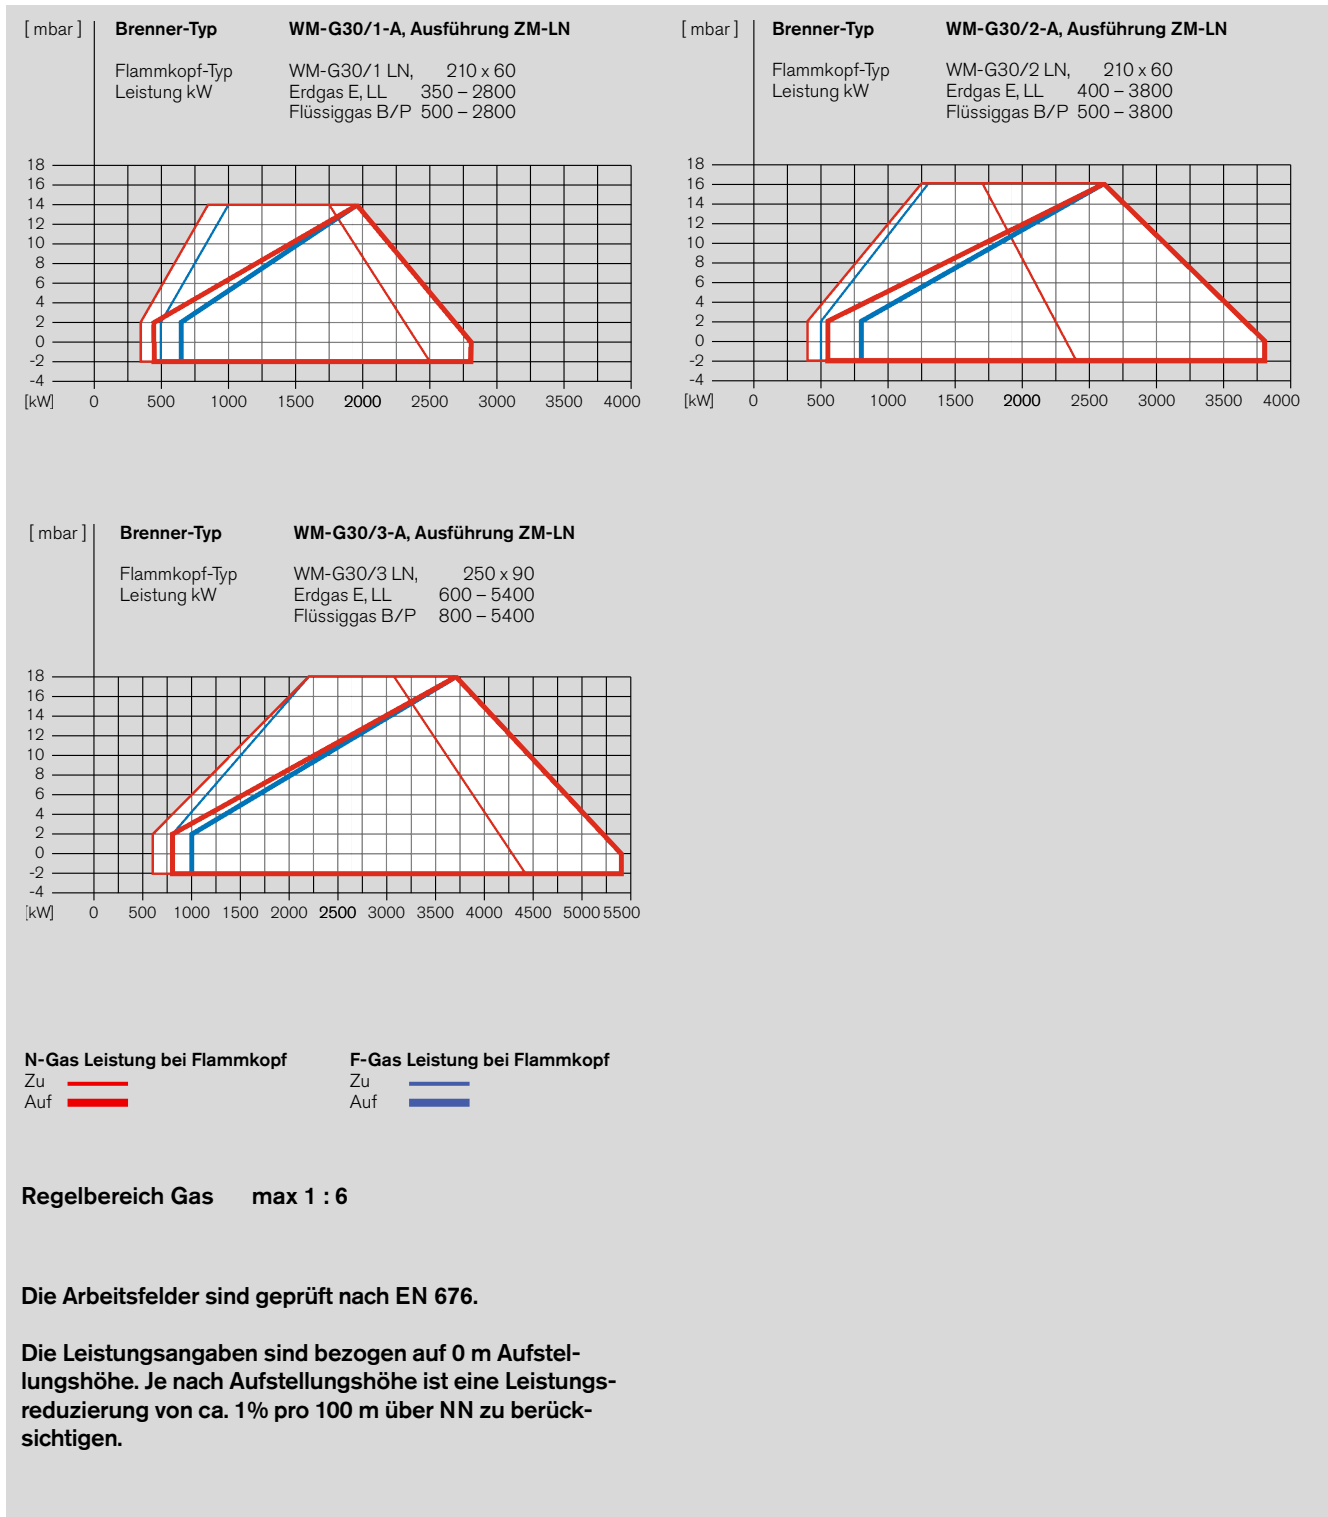 [ mbar ] Brenner-Typ WM-G30/1-A, Ausführung ZM-LN
Flammkopf-Typ WM-G30/1 LN, 210 x 60
Leistung kW Erdgas E, LL 350 – 2800
Flüssiggas B/P 500 – 2800
18
16
14
12
10
8
6
4
2
0
-2
-4
[kW] 0 500 1000 1500 2000 2500 3000 3500 4000
[ mbar ] Brenner-Typ WM-G30/2-A, Ausführung ZM-LN
Flammkopf-Typ WM-G30/2 LN, 210 x 60
Leistung kW Erdgas E, LL 400 – 3800
Flüssiggas B/P 500 – 3800
18
16
14
12
10
8
6
4
2
0
-2
-4
[kW] 0 500 1000 1500 2000 2500 3000 3500 4000
[ mbar ] Brenner-Typ WM-G30/3-A, Ausführung ZM-LN
Flammkopf-Typ WM-G30/3 LN, 250 x 90
Leistung kW Erdgas E, LL 600 – 5400
Flüssiggas B/P 800 – 5400
18
16
14
12
10
8
6
4
2
0
-2
-4
[kW] 0 500 1000 1500 2000 2500 3000 3500 4000 4500 5000 5500
N-Gas Leistung bei Flammkopf F-Gas Leistung bei Flammkopf
Zu Zu
Auf Auf
Regelbereich Gas max 1 : 6
Die Arbeitsfelder sind geprüft nach EN 676.
Die Leistungsangaben sind bezogen auf 0 m Aufstel-
lungshöhe. Je nach Aufstellungshöhe ist eine Leistungs-
reduzierung von ca. 1% pro 100 m über NN zu berück-
sichtigen.